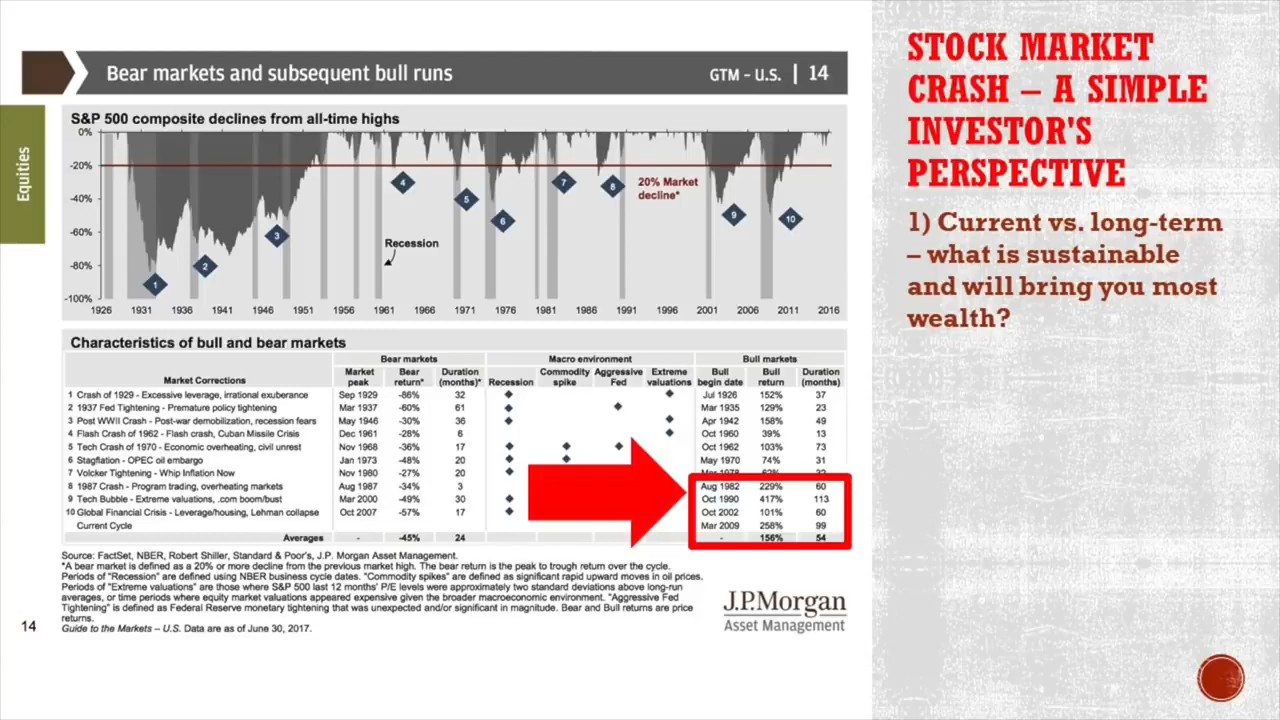 Bear markets and subsequent bull runs
GTM – U.S. | 14
Equities
S&P 500 composite declines from all-time highs
0%
-20%
-40%
-60%
-80%
-100%
1 2 3 4 5 6 7 8 9 10
20% Market
decline*
Recession
1926 1931 1936 1941 1946 1951 1956 1961 1966 1971 1976 1981 1986 1991 1996 2001 2006 2011 2016
Characteristics of bull and bear markets
Bear markets Macro environment Bull markets
Market Corrections Market peak Bear return* Duration (months)* Recession Commodity spike Aggressive Fed Extreme valuations Bull begin date Bull return Duration (months)
1 Crash of 1929 - Excessive leverage, irrational exuberance Sep 1929 -86% 32 Jul 1926 152% 37
2 1937 Fed Tightening - Premature policy tightening Mar 1937 -60% 61 Mar 1935 129% 23
3 Post WWII Crash - Post-war demobilization, recession fears May 1946 -30% 36 Apr 1942 158% 49
4 Flash Crash of 1962 - Flash crash, Cuban Missile Crisis Dec 1961 -28% 6 Oct 1960 39% 13
5 Tech Crash of 1970 - Economic overheating, civil unrest Nov 1968 -36% 17 Oct 1962 103% 73
6 Stagflation - OPEC oil embargo Jan 1973 -48% 20 May 1970 74% 31
7 Volcker Tightening - Whip Inflation Now Nov 1980 -27% 20
8 1987 Crash - Program trading, overheating markets Aug 1987 -34% 3 Aug 1982 229% 60
9 Tech Bubble - Extreme valuations, .com boom/bust Mar 2000 -49% 30 Oct 1990 417% 113
10 Global Financial Crisis - Leverage/housing, Lehman collapse Oct 2007 -57% 17 Oct 2002 101% 60
Current Cycle Mar 2009 258% 99
Averages - -45% 24 - 156% 54
Source: FactSet, NBER, Robert Shiller, Standard & Poor's, J.P. Morgan Asset Management.
*A bear market is defined as a 20% or more decline from the previous market high. The bear return is the peak to trough return over the cycle.
Periods of "Recession" are defined using NBER business cycle dates. "Commodity spikes" are defined as significant rapid upward moves in oil prices.
Periods of "Extreme valuations" are those where S&P 500 last 12 months' P/E levels were approximately two standard deviations above long-run
averages, or time periods where equity market valuations appeared expensive given the broader macroeconomic environment. "Aggressive Fed
Tightening" is defined as Federal Reserve monetary tightening that was unexpected and/or significant in magnitude. Bear and Bull returns are price
returns.
Guide to the Markets – U.S. Data are as of June 30, 2017.
14
J.P.Morgan
Asset Management
STOCK MARKET
CRASH – A SIMPLE
INVESTOR'S
PERSPECTIVE
1) Current vs. long-term
– what is sustainable
and will bring you most
wealth?